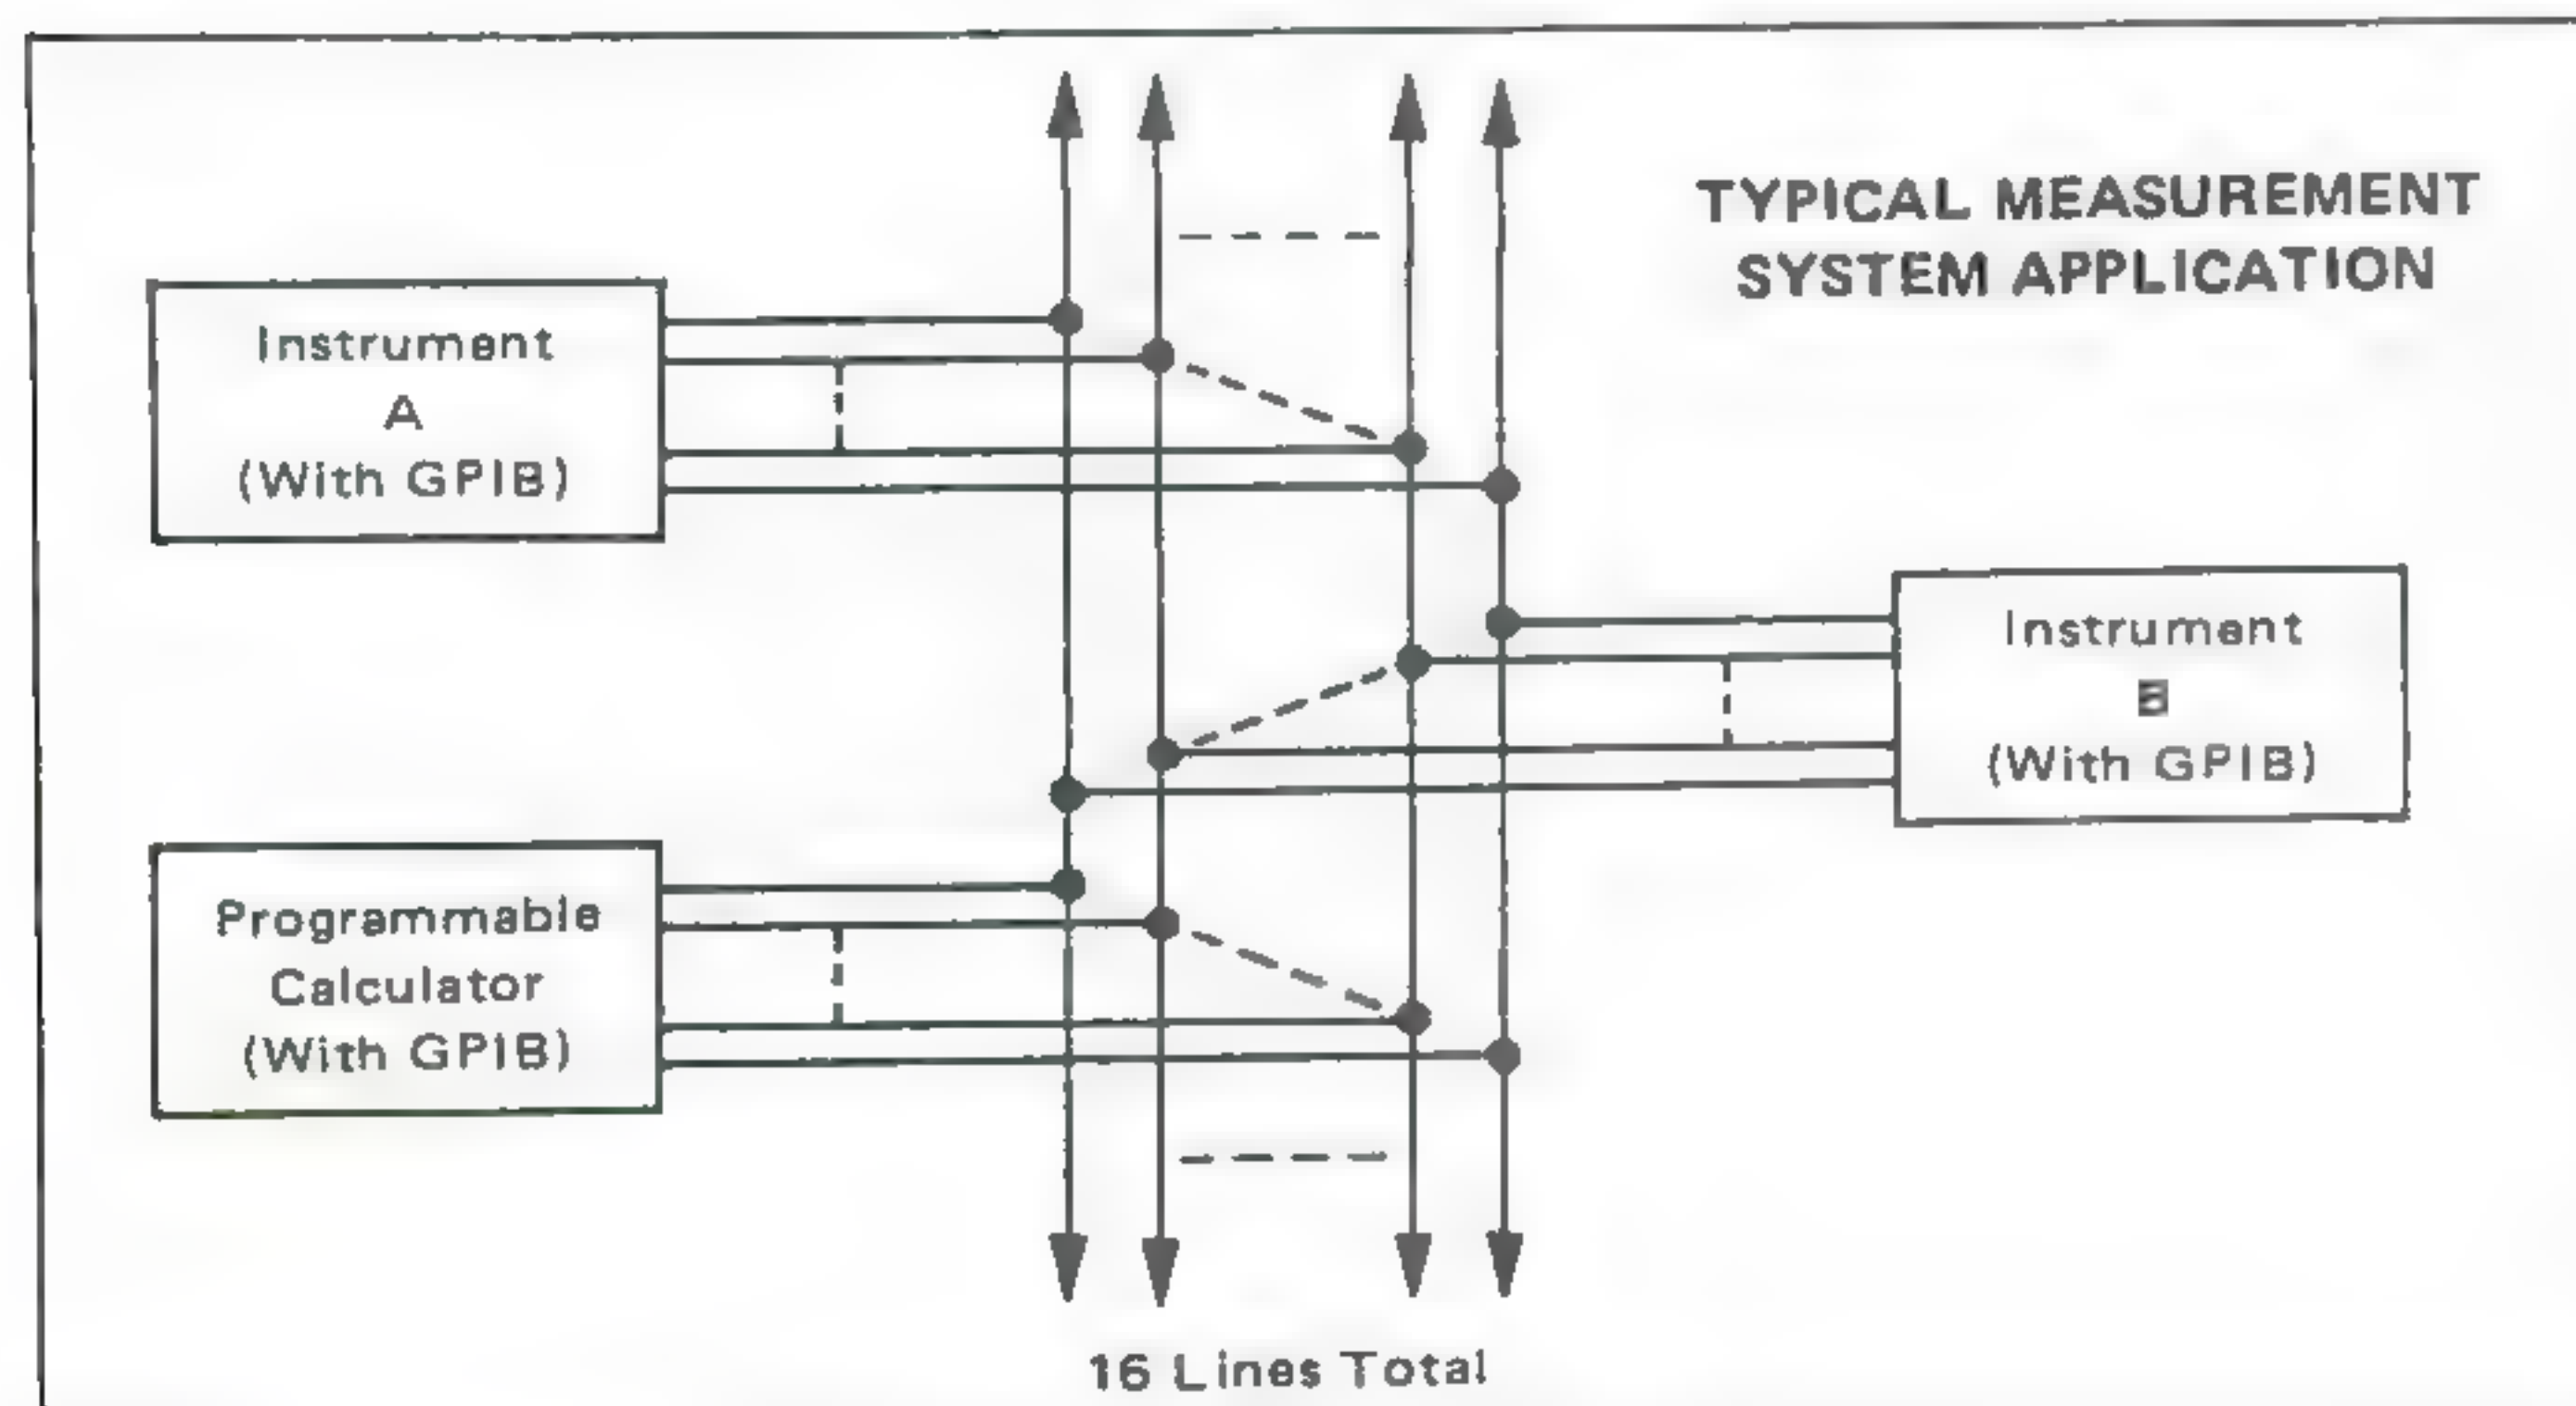 TYPICAL MEASUREMENT
SYSTEM APPLICATION
Instrument
A
(With GPIB)
Instrument
B
(With GPIB)
Programmable
Calculator
(With GPIB)
16 Lines Total